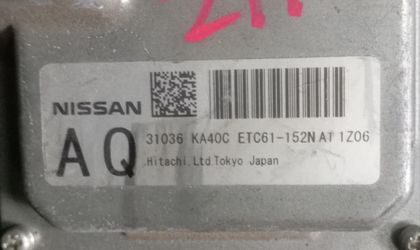 NISSAN
AQ
31036 KA40C ETC61-152N A1 1Z06
Hitachi.Ltd.Tokyo Japan